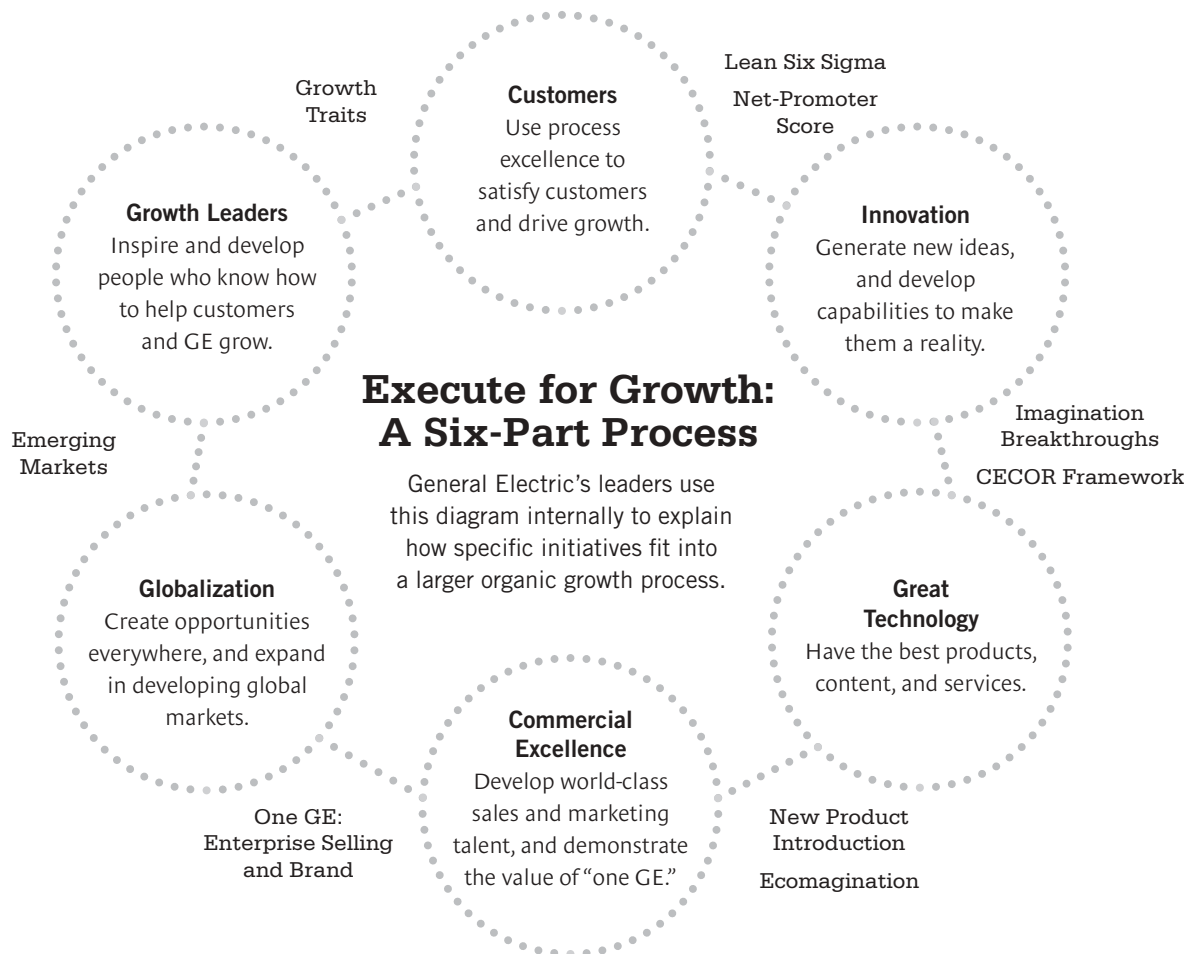 Growth
Traits
Customers
Use process
excellence to
satisfy customers
and drive growth.
Lean Six Sigma
Net-Promoter
Score
Growth Leaders
Inspire and develop
people who know how
to help customers
and GE grow.
Innovation
Generate new ideas,
and develop
capabilities to make
them a reality.
Execute for Growth:
A Six-Part Process
General Electric’s leaders use
this diagram internally to explain
how specific initiatives fit into
a larger organic growth process.
Emerging
Markets
Imagination
Breakthroughs
CECOR Framework
Globalization
Create opportunities
everywhere, and expand
in developing global
markets.
Great
Technology
Have the best products,
content, and services.
Commercial
Excellence
Develop world-class
sales and marketing
talent, and demonstrate
the value of “one GE.”
One GE:
Enterprise Selling
and Brand
New Product
Introduction
Ecomagination